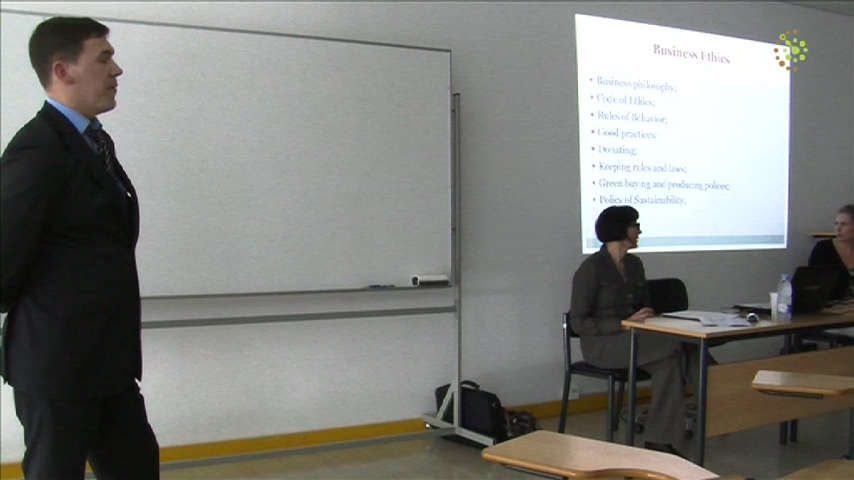 Business Ethics
• Business philosophy;
• Code of Ethics;
• Rules of Behavior;
• Good practices;
• Donating;
• Keeping rules and laws;
• Green buying and producing polices;
• Policy of Sustainability.